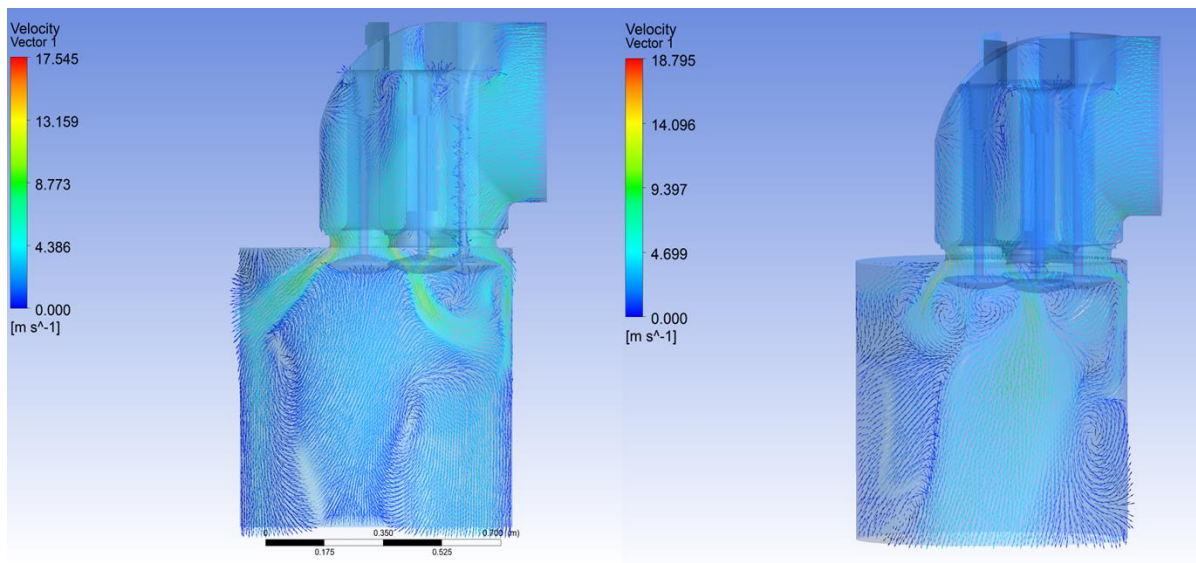 Velocity
Vector 1
17.545
13.159
8.773
4.386
0.000
[m s^-1]
0.350
0.700 (m)
0.175
0.525
Velocity
Vector 1
18.795
14.096
9.397
4.699
0.000
[m s^-1]